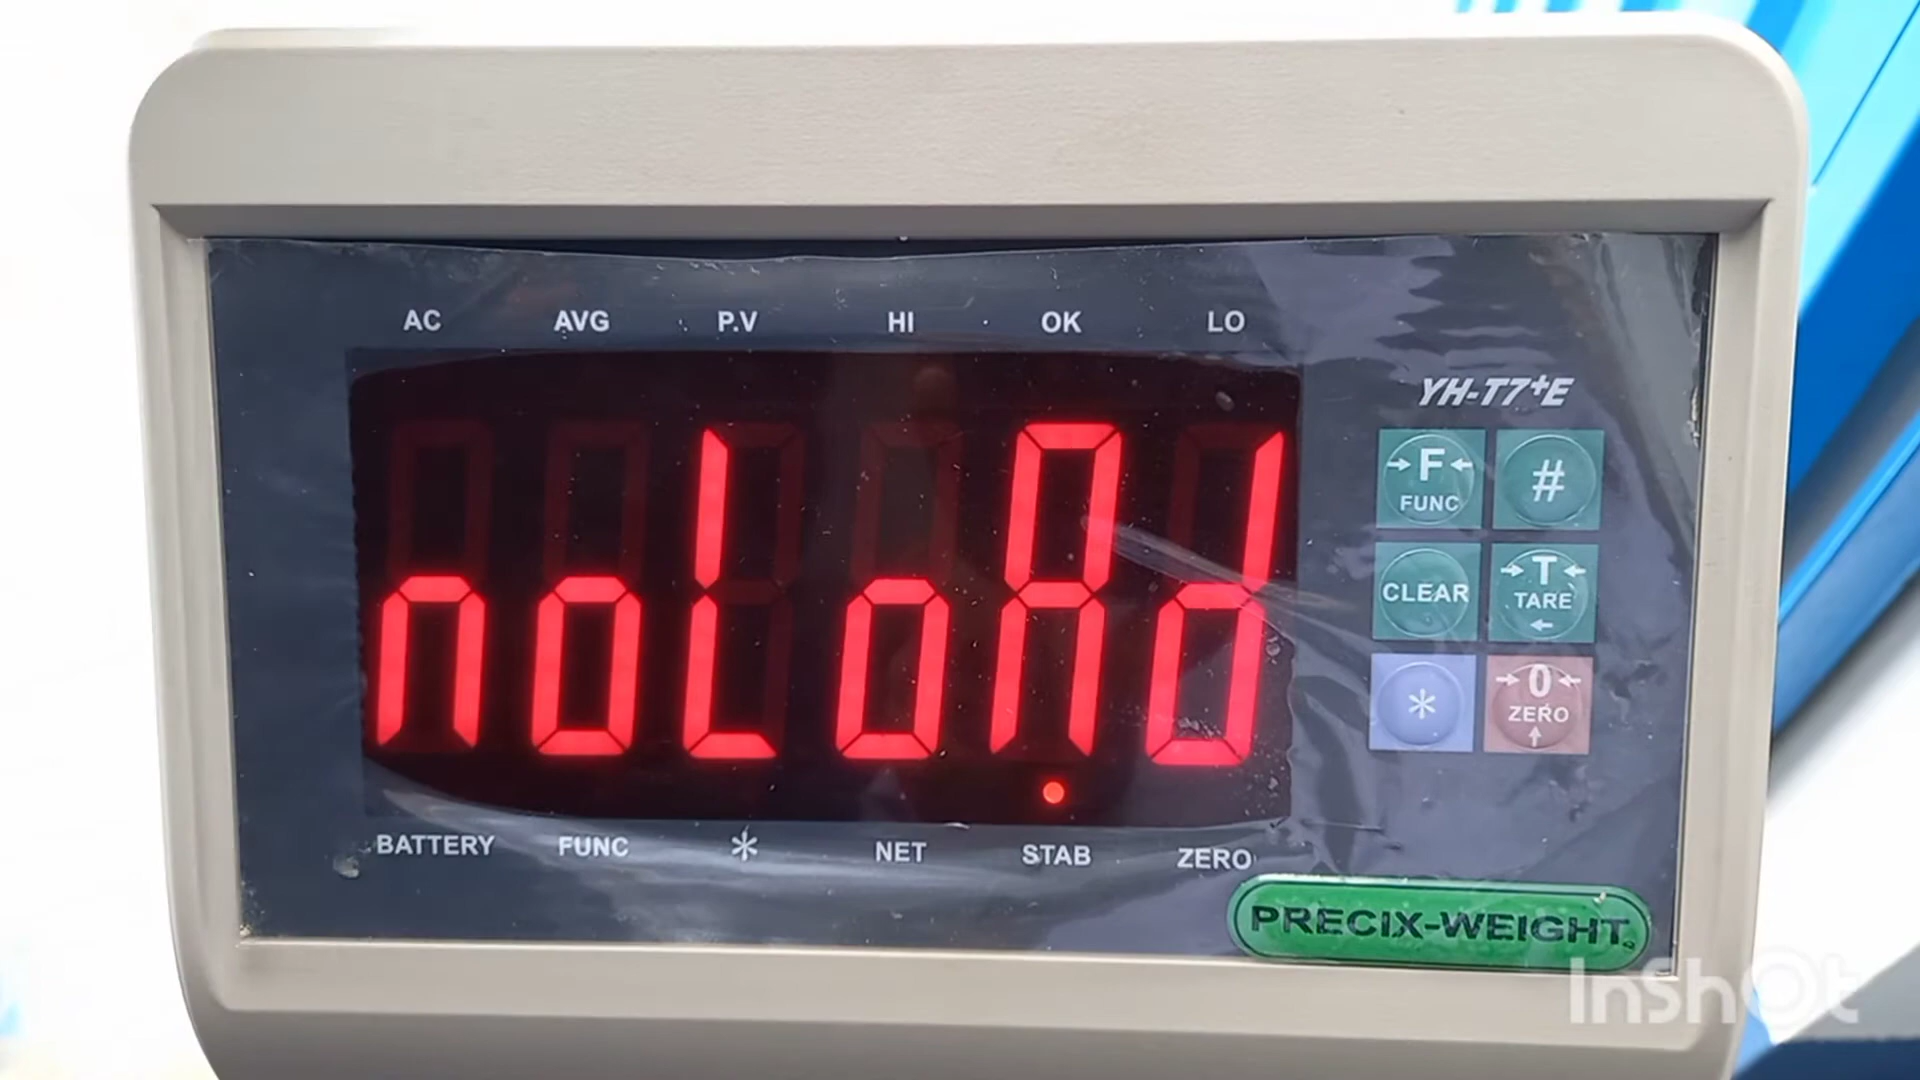 AC AVG P.V HI OK LO
noLoAd
BATTERY FUNC * NET STAB ZERO
YH-T7+E
→F← FUNC #
CLEAR →T← TARE ←
* →0← ZERO ↑
PRECIX-WEIGHT
InShOt